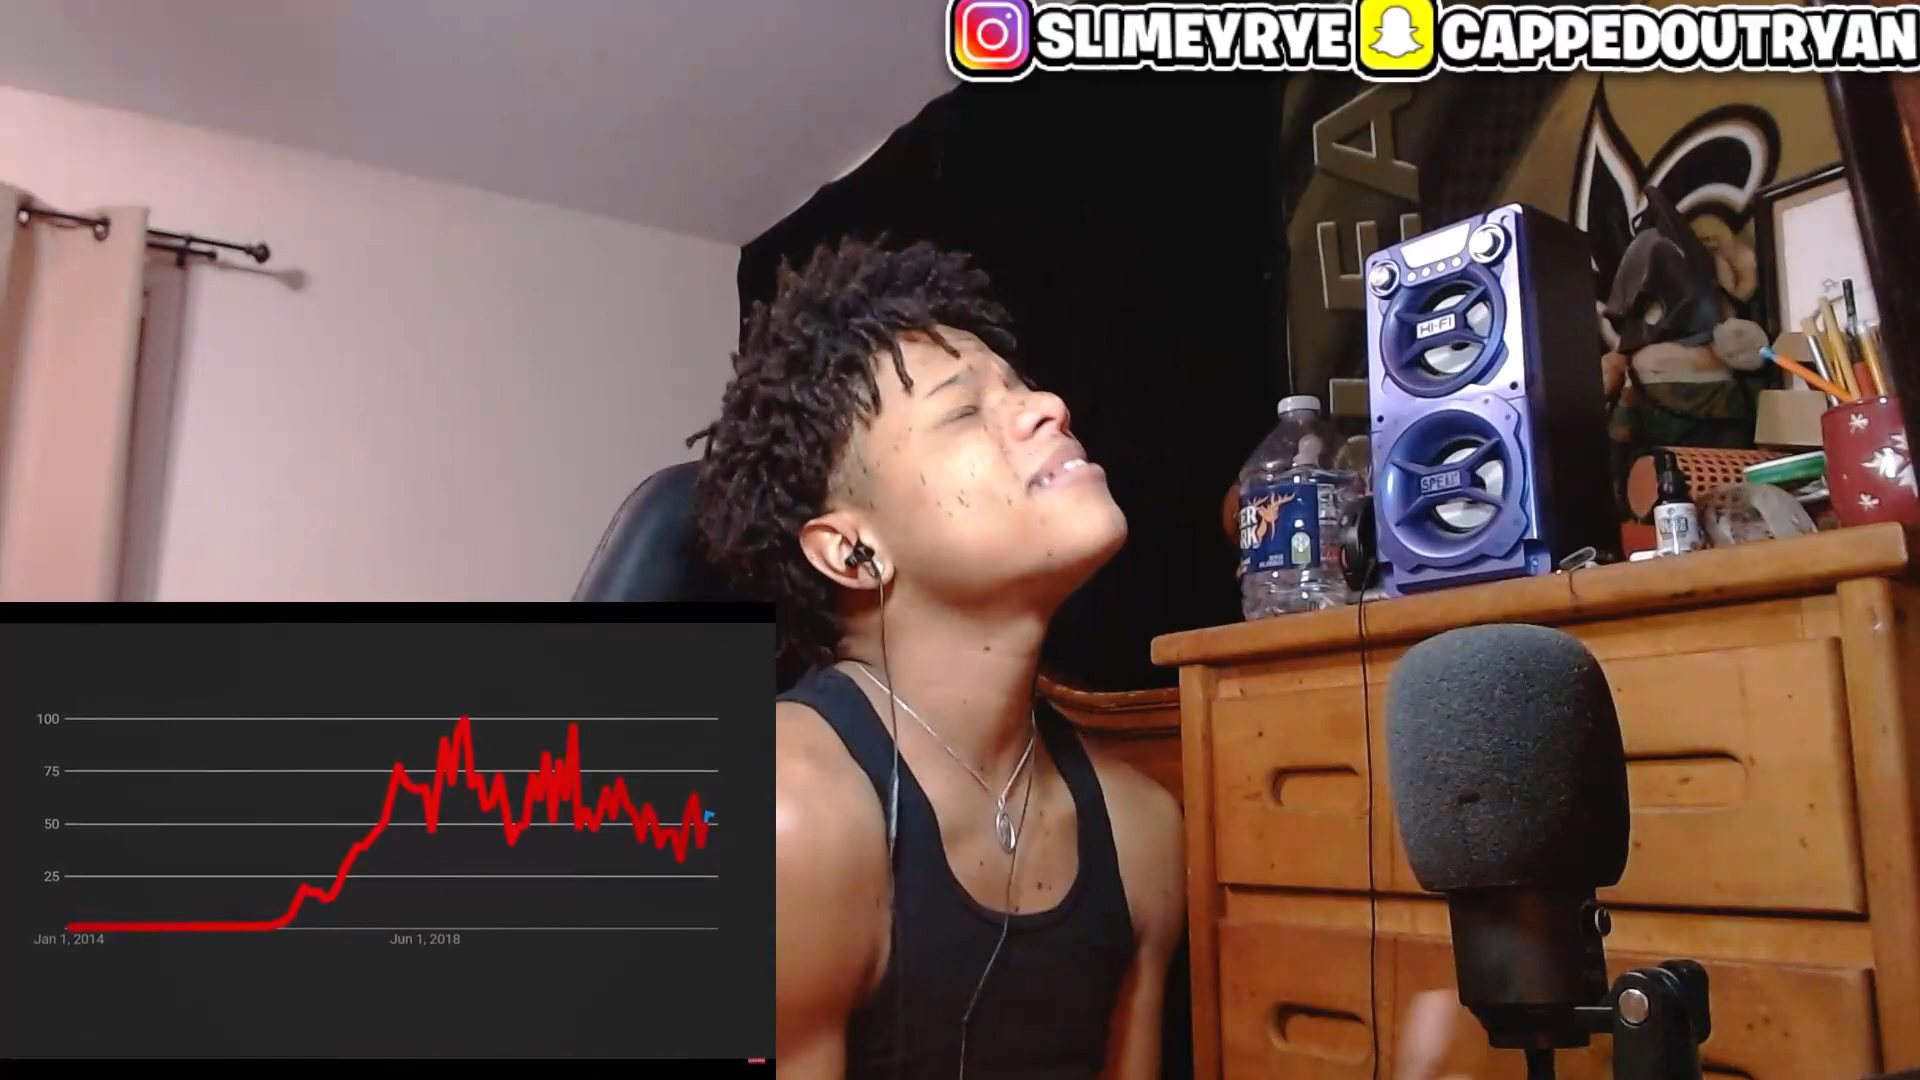 SLIMEYRYE CAPPEDOUTRYAN
HI-FI
SPEAK
100
75
50
25
Jan 1, 2014
Jun 1, 2018